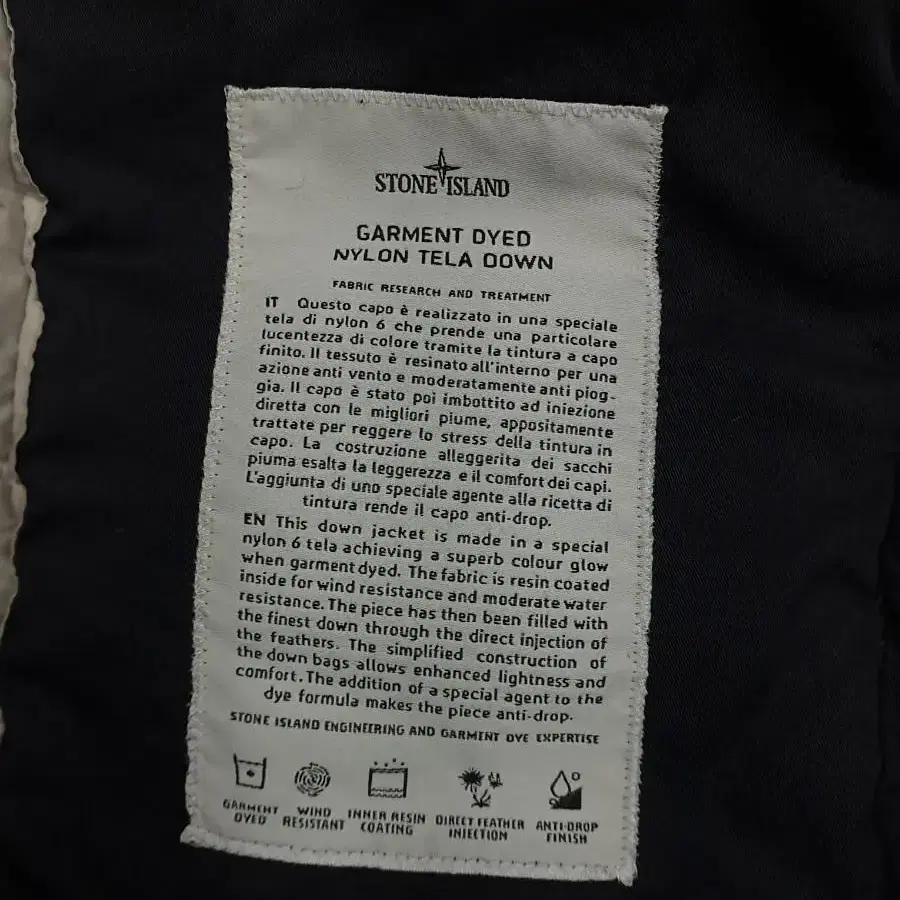 STONE ISLAND
GARMENT DYED
NYLON TELA DOWN
FABRIC RESEARCH AND TREATMENT
IT Questo capo è realizzato in una speciale
tela di nylon 6 che prende una particolare
lucentezza di colore tramite la tintura a capo
finito. Il tessuto è resinato all'interno per una
azione anti vento e moderatamente anti piog-
gia. Il capo è stato poi imbottito ad iniezione
diretta con le migliori piume, appositamente
trattate per reggere lo stress della tintura in
capo. La costruzione alleggerita dei sacchi
piuma esalta la leggerezza e il comfort dei capi.
L'aggiunta di uno speciale agente alla ricetta di
tintura rende il capo anti-drop.
EN This down jacket is made in a special
nylon 6 tela achieving a superb colour glow
when garment dyed. The fabric is resin coated
inside for wind resistance and moderate water
resistance. The piece has then been filled with
the finest down through the direct injection of
the feathers. The simplified construction of
the down bags allows enhanced lightness and
comfort. The addition of a special agent to the
dye formula makes the piece anti-drop.
STONE ISLAND ENGINEERING AND GARMENT DYE EXPERTISE
GARMENT DYED
WIND RESISTANT
INNER RESIN COATING
DIRECT FEATHER INJECTION
ANTI-DROP FINISH